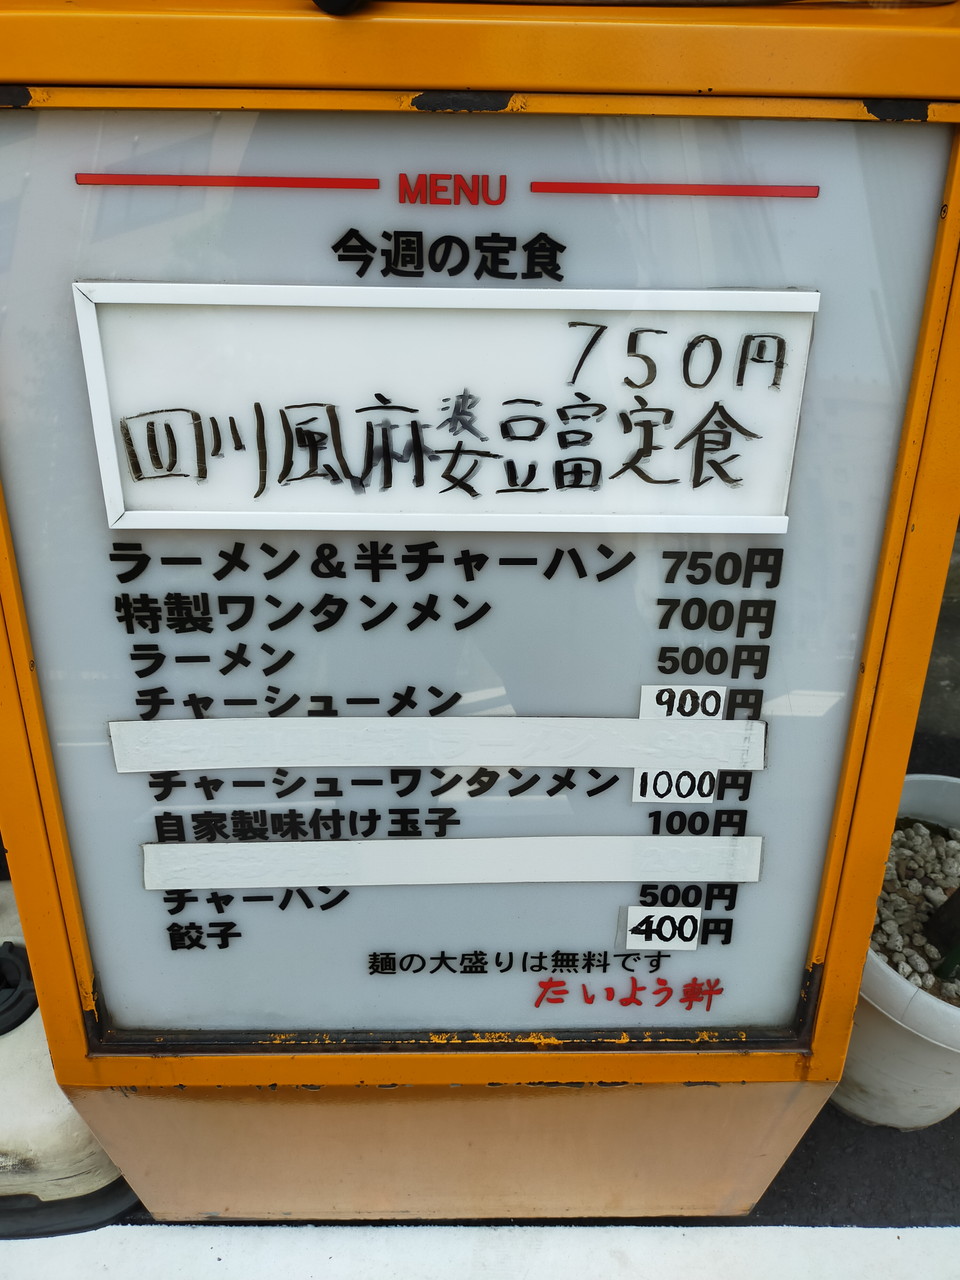 MENU
今週の定食
750円
四川風麻婆豆富定食
ラーメン&半チャーハン 750円
特製ワンタンメン 700円
ラーメン 500円
チャーシューメン 900円
チャーシューワンタンメン 1000円
自家製味付け玉子 100円
チャーハン 500円
餃子 400円
麺の大盛りは無料です
たいよう軒